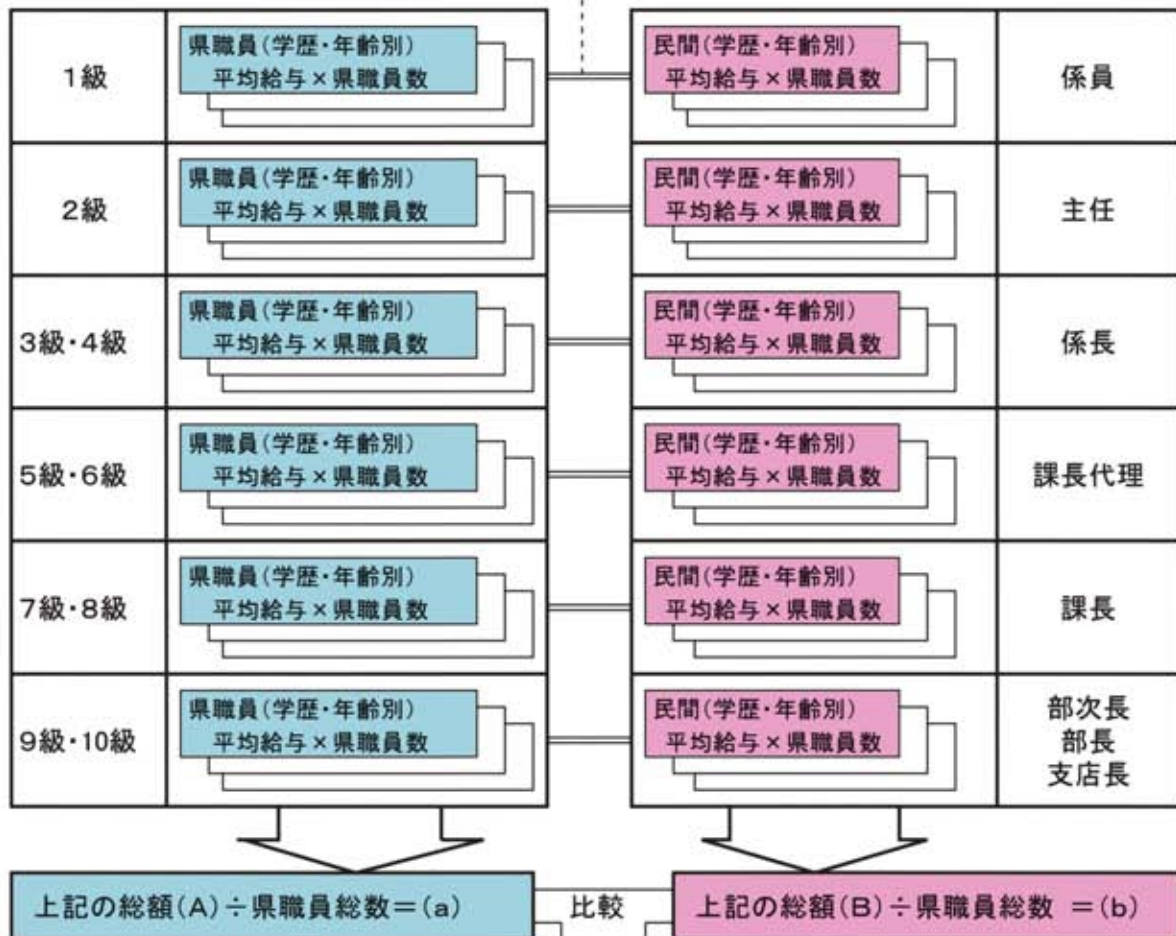 1級
県職員(学歴・年齢別)
平均給与×県職員数
民間(学歴・年齢別)
平均給与×県職員数
係員
2級
県職員(学歴・年齢別)
平均給与×県職員数
民間(学歴・年齢別)
平均給与×県職員数
主任
3級・4級
県職員(学歴・年齢別)
平均給与×県職員数
民間(学歴・年齢別)
平均給与×県職員数
係長
5級・6級
県職員(学歴・年齢別)
平均給与×県職員数
民間(学歴・年齢別)
平均給与×県職員数
課長代理
7級・8級
県職員(学歴・年齢別)
平均給与×県職員数
民間(学歴・年齢別)
平均給与×県職員数
課長
9級・10級
県職員(学歴・年齢別)
平均給与×県職員数
民間(学歴・年齢別)
平均給与×県職員数
部次長
部長
支店長
上記の総額(A)÷県職員総数=(a)
比較
上記の総額(B)÷県職員総数 =(b)